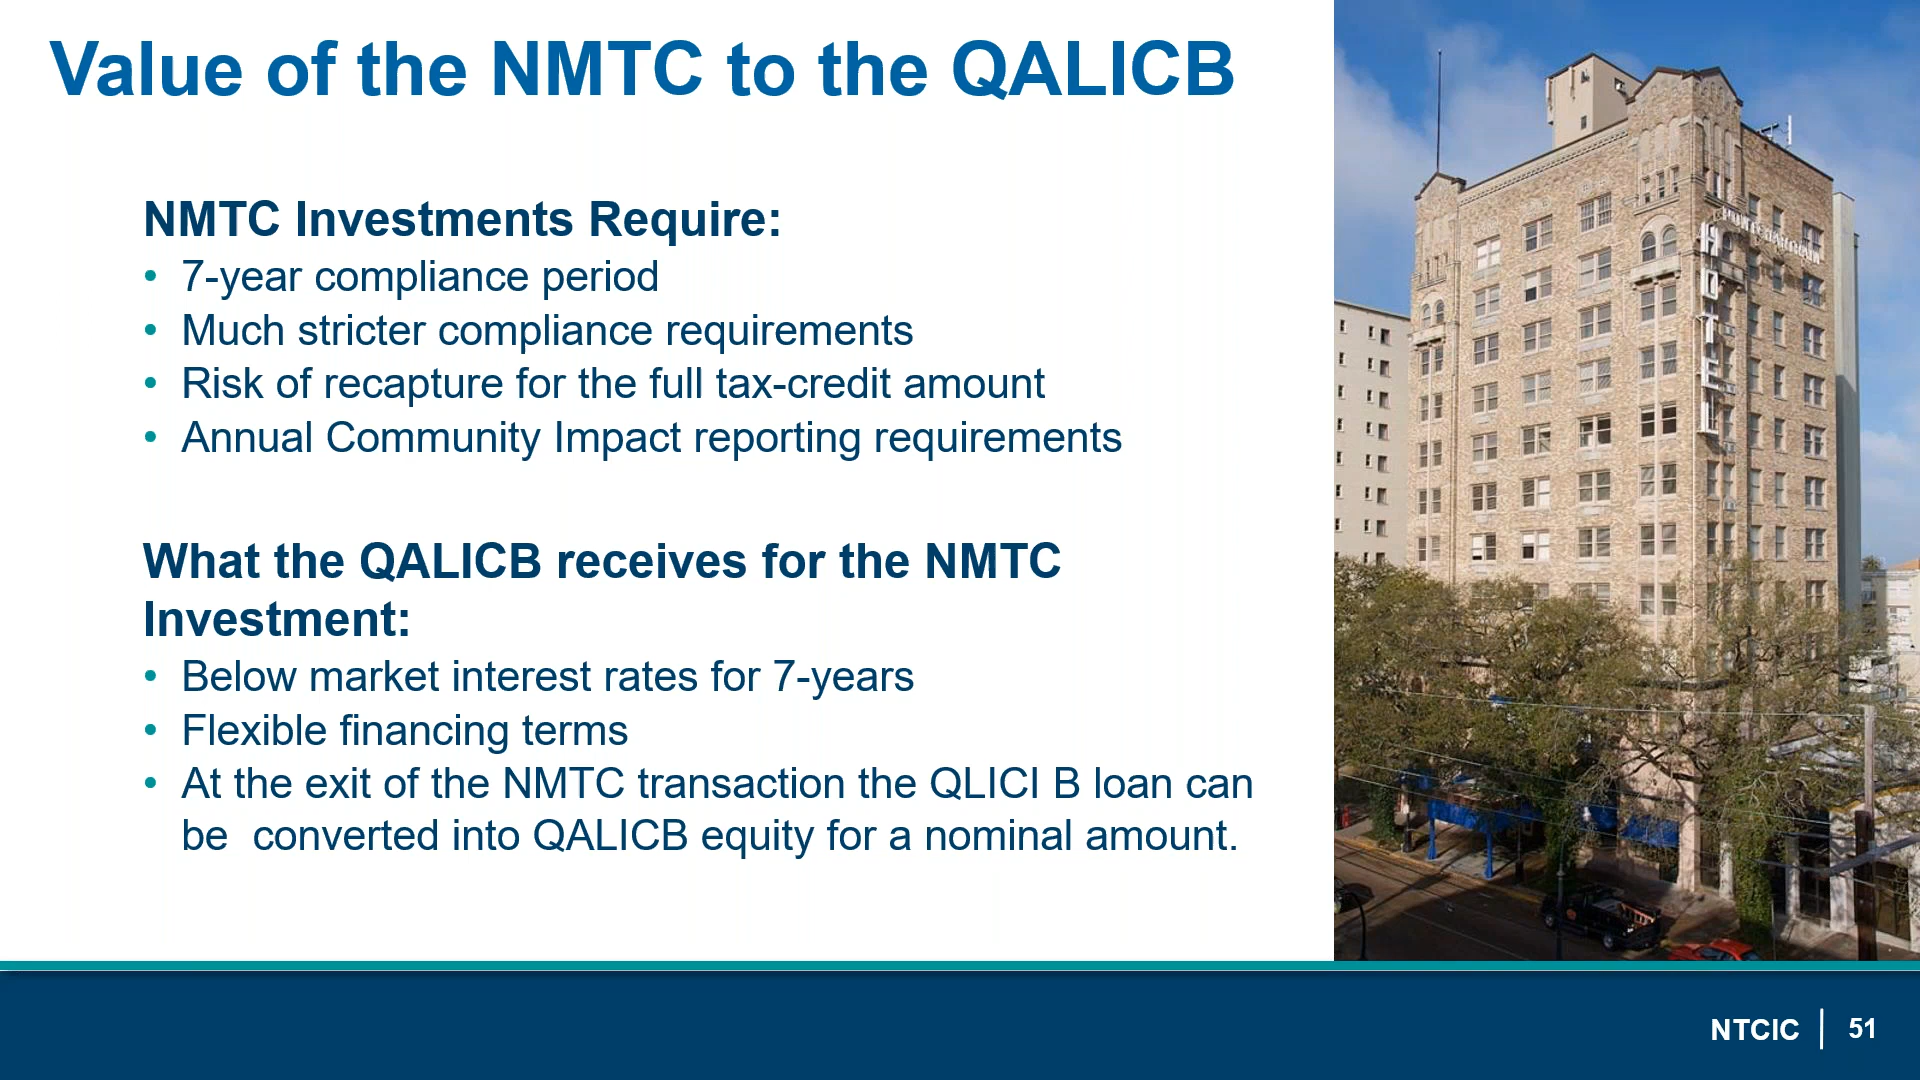 Value of the NMTC to the QALICB
NMTC Investments Require:
• 7-year compliance period
• Much stricter compliance requirements
• Risk of recapture for the full tax-credit amount
• Annual Community Impact reporting requirements
What the QALICB receives for the NMTC
Investment:
• Below market interest rates for 7-years
• Flexible financing terms
• At the exit of the NMTC transaction the QLICI B loan can
be converted into QALICB equity for a nominal amount.
HOTEL
NTCIC
51